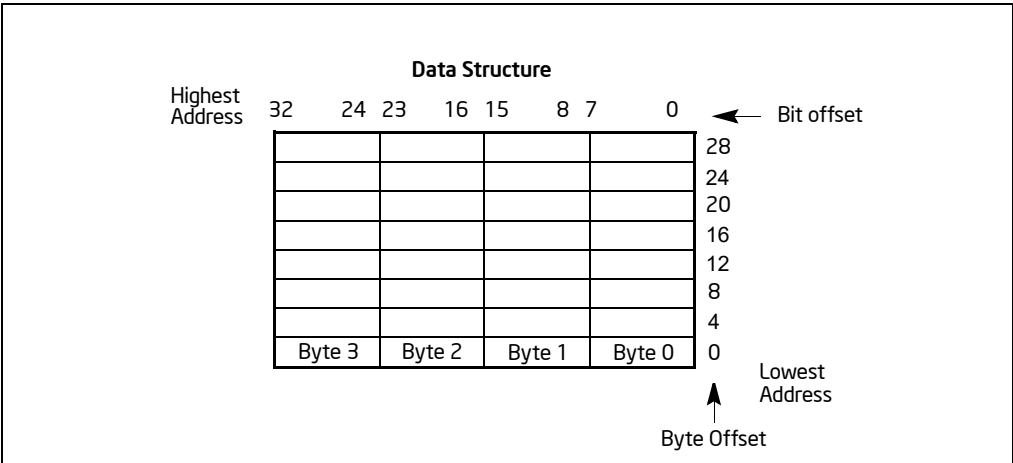 Data Structure
Highest
Address
32 24 23 16 15 8 7 0
Bit offset
28
24
20
16
12
8
4
Byte 3 Byte 2 Byte 1 Byte 0 0
Lowest
Address
Byte Offset